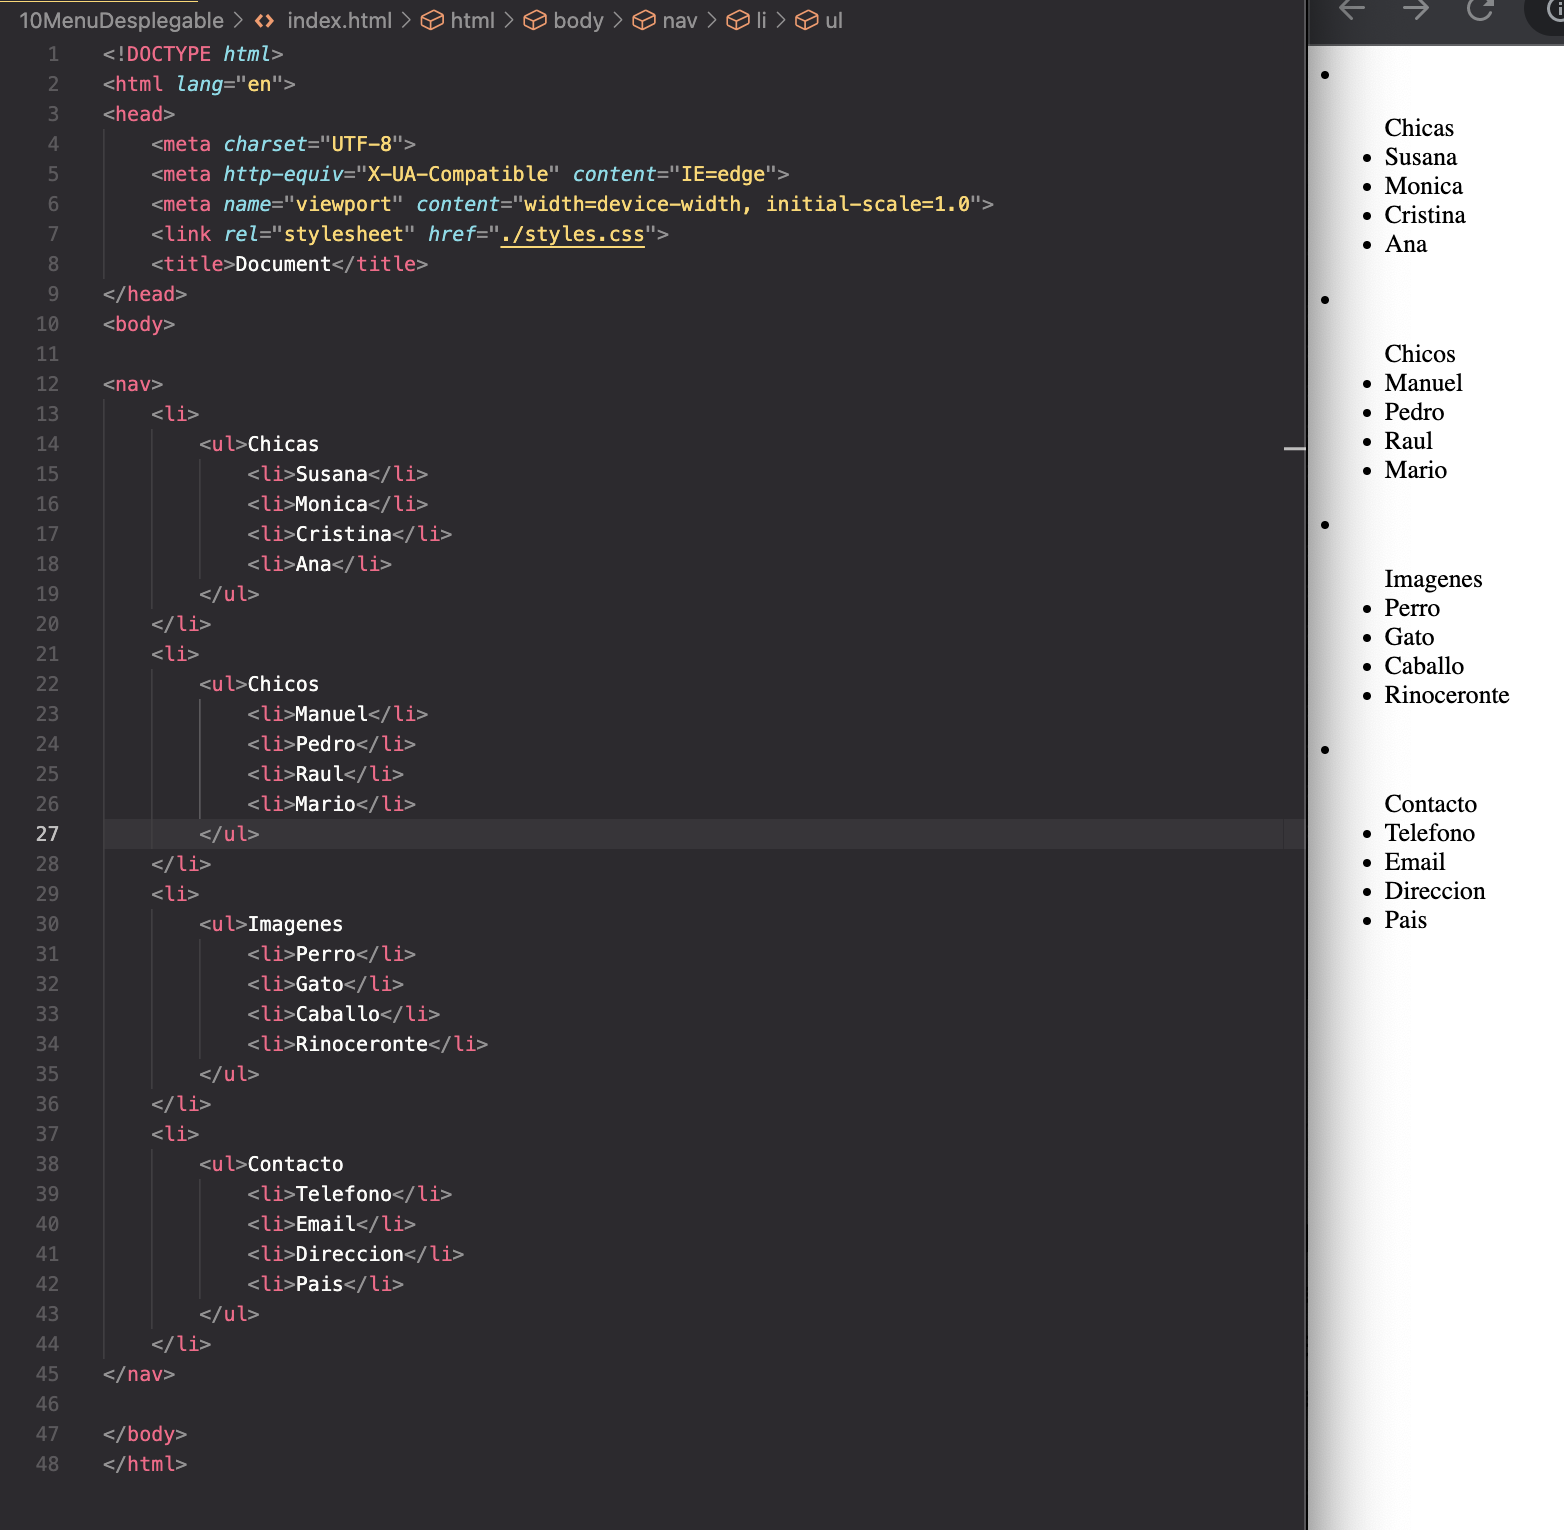 10MenuDesplegable > index.html > html > body > nav > li > ul
1 <!DOCTYPE html>
2 <html lang="en">
3 <head>
4     <meta charset="UTF-8">
5     <meta http-equiv="X-UA-Compatible" content="IE=edge">
6     <meta name="viewport" content="width=device-width, initial-scale=1.0">
7     <link rel="stylesheet" href="./styles.css">
8     <title>Document</title>
9 </head>
10 <body>
11
12 <nav>
13     <li>
14         <ul>Chicas
15             <li>Susana</li>
16             <li>Monica</li>
17             <li>Cristina</li>
18             <li>Ana</li>
19         </ul>
20     </li>
21     <li>
22         <ul>Chicos
23             <li>Manuel</li>
24             <li>Pedro</li>
25             <li>Raul</li>
26             <li>Mario</li>
27         </ul>
28     </li>
29     <li>
30         <ul>Imagenes
31             <li>Perro</li>
32             <li>Gato</li>
33             <li>Caballo</li>
34             <li>Rinoceronte</li>
35         </ul>
36     </li>
37     <li>
38         <ul>Contacto
39             <li>Telefono</li>
40             <li>Email</li>
41             <li>Direccion</li>
42             <li>Pais</li>
43         </ul>
44     </li>
45 </nav>
46
47 </body>
48 </html>
•
Chicas
• Susana
• Monica
• Cristina
• Ana
•
Chicos
• Manuel
• Pedro
• Raul
• Mario
•
Imagenes
• Perro
• Gato
• Caballo
• Rinoceronte
•
Contacto
• Telefono
• Email
• Direccion
• Pais